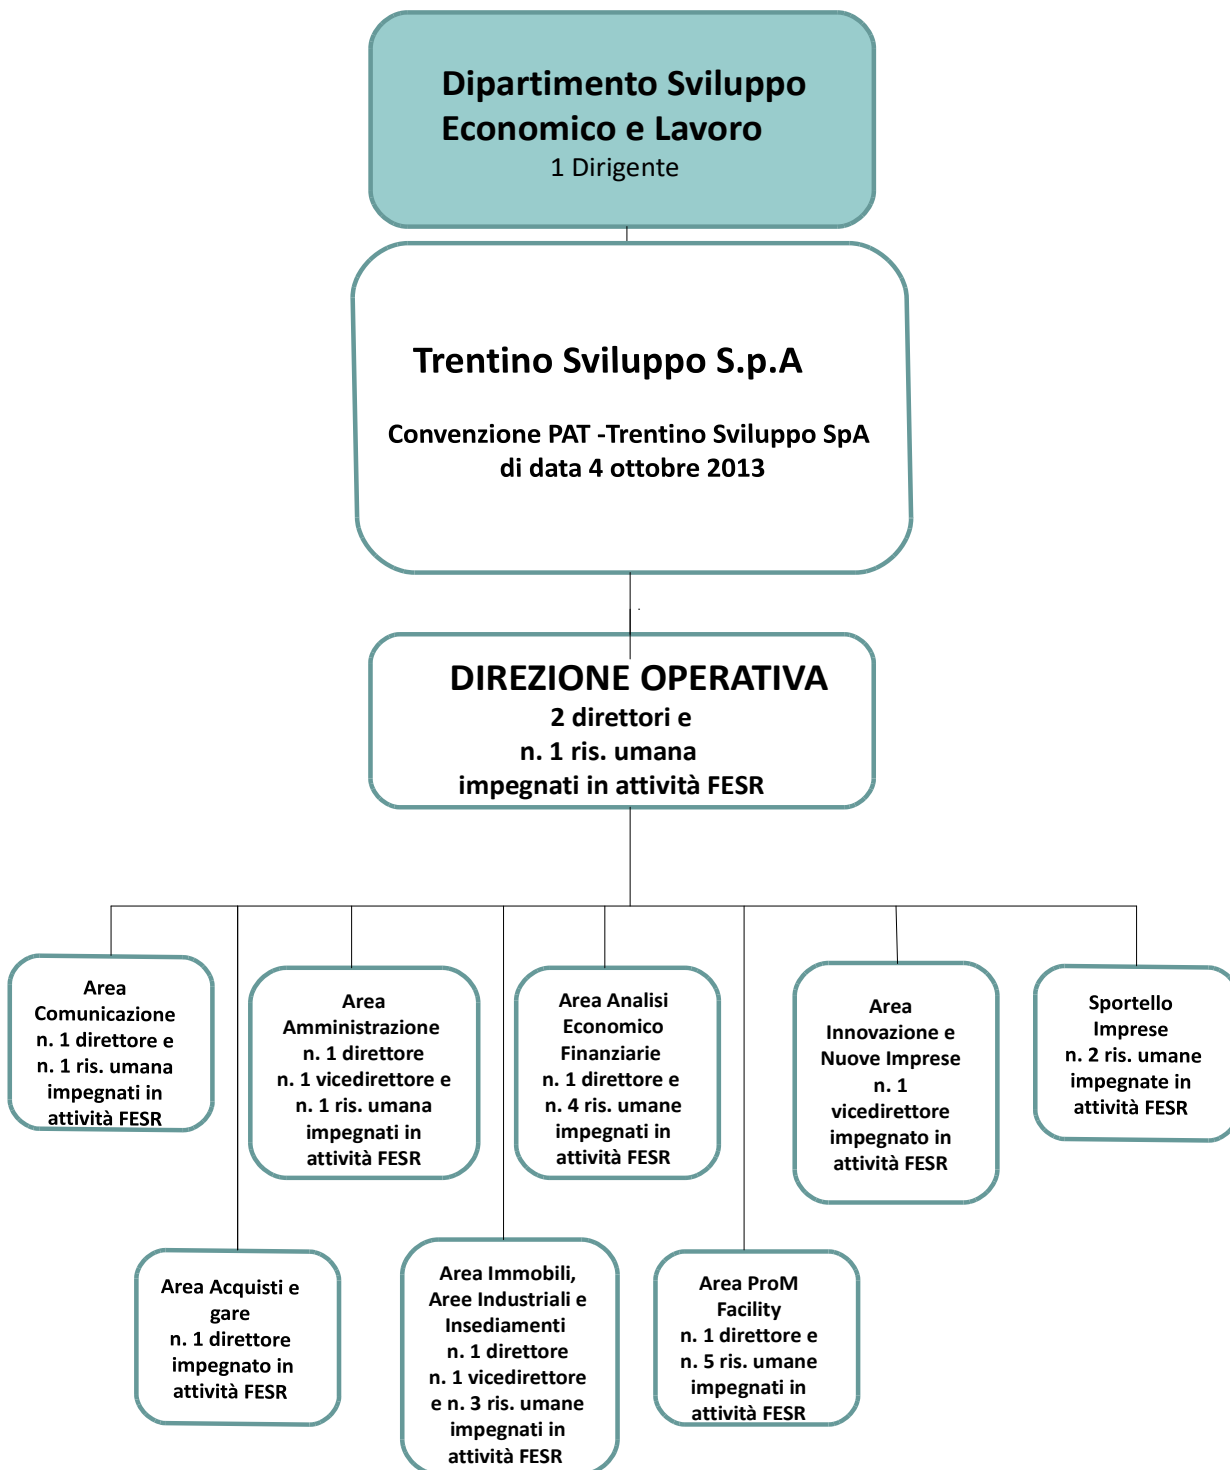 Dipartimento Sviluppo
Economico e Lavoro
1 Dirigente
Trentino Sviluppo S.p.A
Convenzione PAT -Trentino Sviluppo SpA
di data 4 ottobre 2013
DIREZIONE OPERATIVA
2 direttori e
n. 1 ris. umana
impegnati in attività FESR
Area
Comunicazione
n. 1 direttore e
n. 1 ris. umana
impegnati in
attività FESR
Area
Amministrazione
n. 1 direttore
n. 1 vicedirettore e
n. 1 ris. umana
impegnati in
attività FESR
Area Analisi
Economico
Finanziarie
n. 1 direttore e
n. 4 ris. umane
impegnati in
attività FESR
Area
Innovazione e
Nuove Imprese
n. 1
vicedirettore
impegnato in
attività FESR
Sportello
Imprese
n. 2 ris. umane
impegnate in
attività FESR
Area Acquisti e
gare
n. 1 direttore
impegnato in
attività FESR
Area Immobili,
Aree Industriali e
Insediamenti
n. 1 direttore
n. 1 vicedirettore
e n. 3 ris. umane
impegnati in
attività FESR
Area ProM
Facility
n. 1 direttore e
n. 5 ris. umane
impegnati in
attività FESR